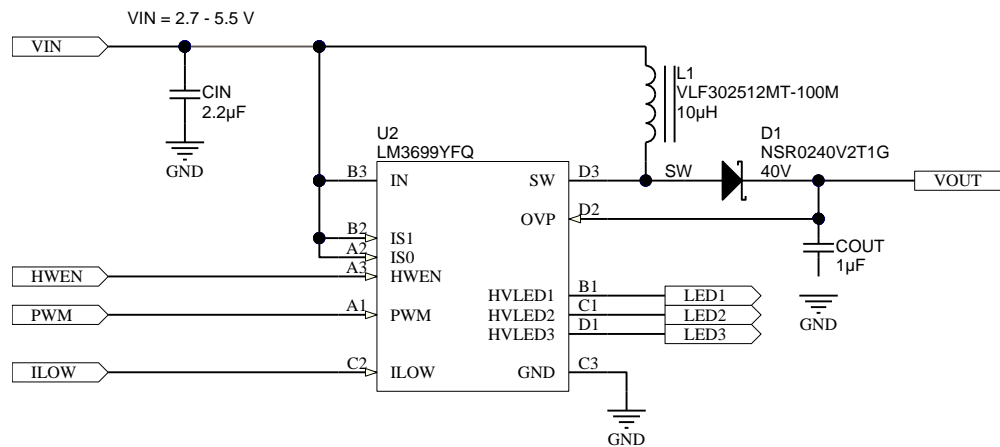 VIN = 2.7 - 5.5 V
VIN
CIN
2.2µF
GND
L1
VLF302512MT-100M
10µH
U2
LM3699YFQ
D1
NSR0240V2T1G
40V
B3 IN
SW D3
SW
VOUT
OVP D2
B2 IS1
A2 IS0
A3 HWEN
HWEN
COUT
1µF
GND
HVLED1 B1 LED1
PWM
A1 PWM
HVLED2 C1 LED2
HVLED3 D1 LED3
ILOW
C2 ILOW
GND C3
GND